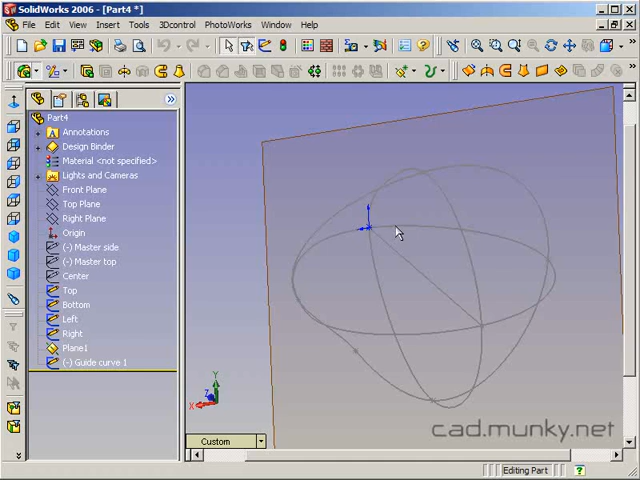 SolidWorks 2006 - [Part4 *]
File Edit View Insert Tools 3Dcontrol PhotoWorks Window Help
Part4
Annotations
Design Binder
Material <not specified>
Lights and Cameras
Front Plane
Top Plane
Right Plane
Origin
(-) Master side
(-) Master top
Center
Top
Bottom
Left
Right
Plane1
(-) Guide curve 1
Y
X
Z
Custom
cad.munky.net
Editing Part